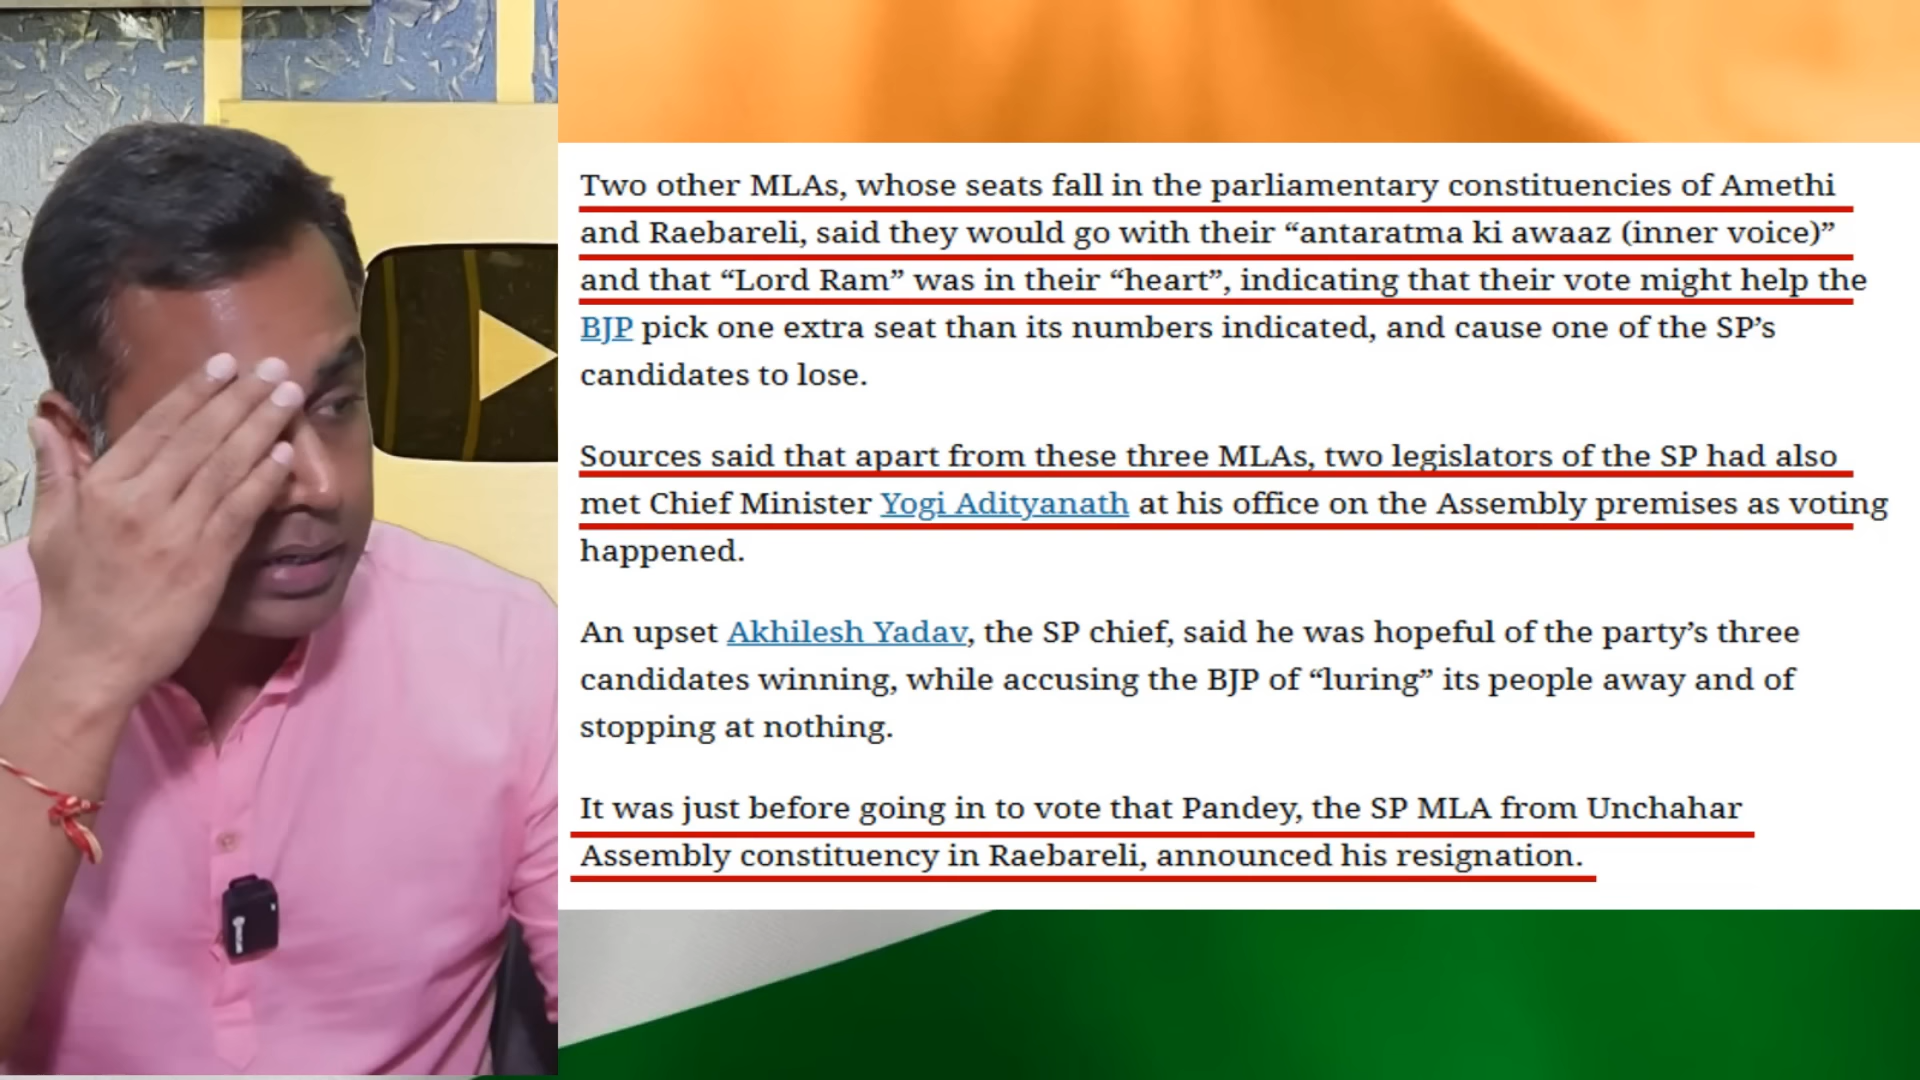 Two other MLAs, whose seats fall in the parliamentary constituencies of Amethi
and Raebareli, said they would go with their “antaratma ki awaaz (inner voice)”
and that “Lord Ram” was in their “heart”, indicating that their vote might help the
BJP pick one extra seat than its numbers indicated, and cause one of the SP’s
candidates to lose.
Sources said that apart from these three MLAs, two legislators of the SP had also
met Chief Minister Yogi Adityanath at his office on the Assembly premises as voting
happened.
An upset Akhilesh Yadav, the SP chief, said he was hopeful of the party’s three
candidates winning, while accusing the BJP of “luring” its people away and of
stopping at nothing.
It was just before going in to vote that Pandey, the SP MLA from Unchahar
Assembly constituency in Raebareli, announced his resignation.